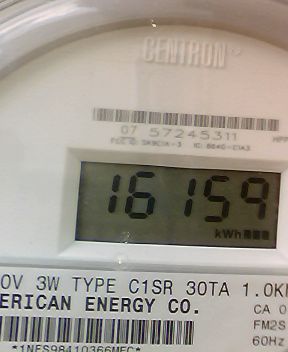 CENTRON
07 57245311
16159
kWh
0V 3W TYPE C1SR 30TA 1.0K
ERICAN ENERGY CO.
CA 0
FM2S
60Hz
*1NES98410366MEC*